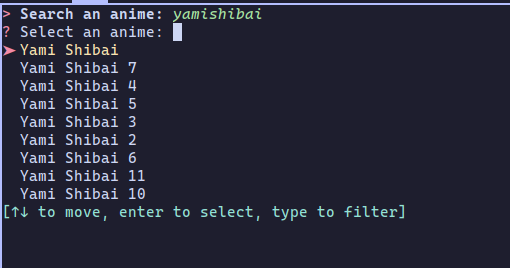 > Search an anime: yamishibai
? Select an anime:
➤ Yami Shibai
Yami Shibai 7
Yami Shibai 4
Yami Shibai 5
Yami Shibai 3
Yami Shibai 2
Yami Shibai 6
Yami Shibai 11
Yami Shibai 10
[↑↓ to move, enter to select, type to filter]